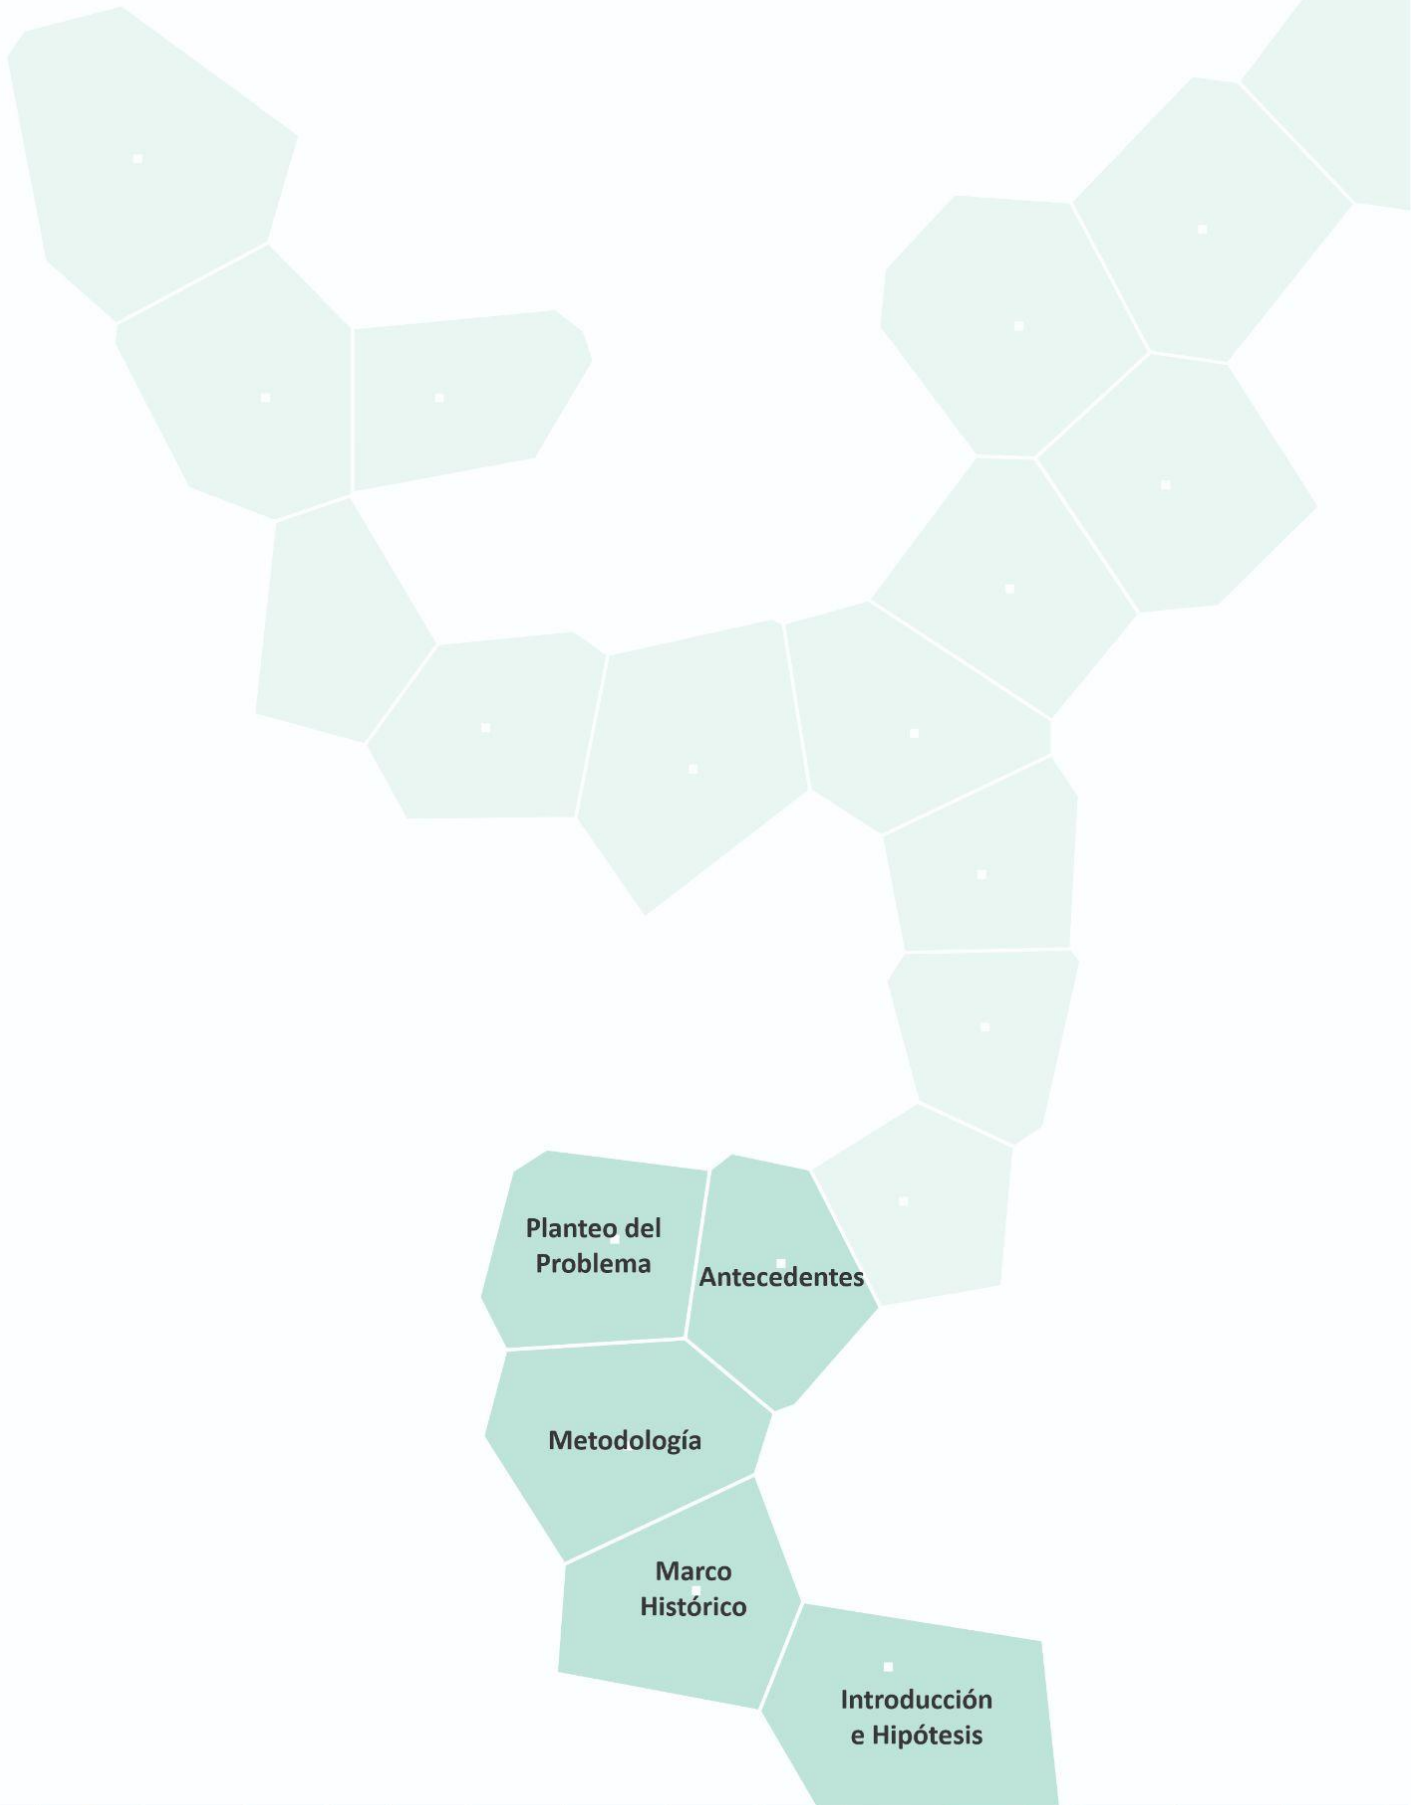 Planteo del
Problema
Antecedentes
Metodología
Marco
Histórico
Introducción
e Hipótesis